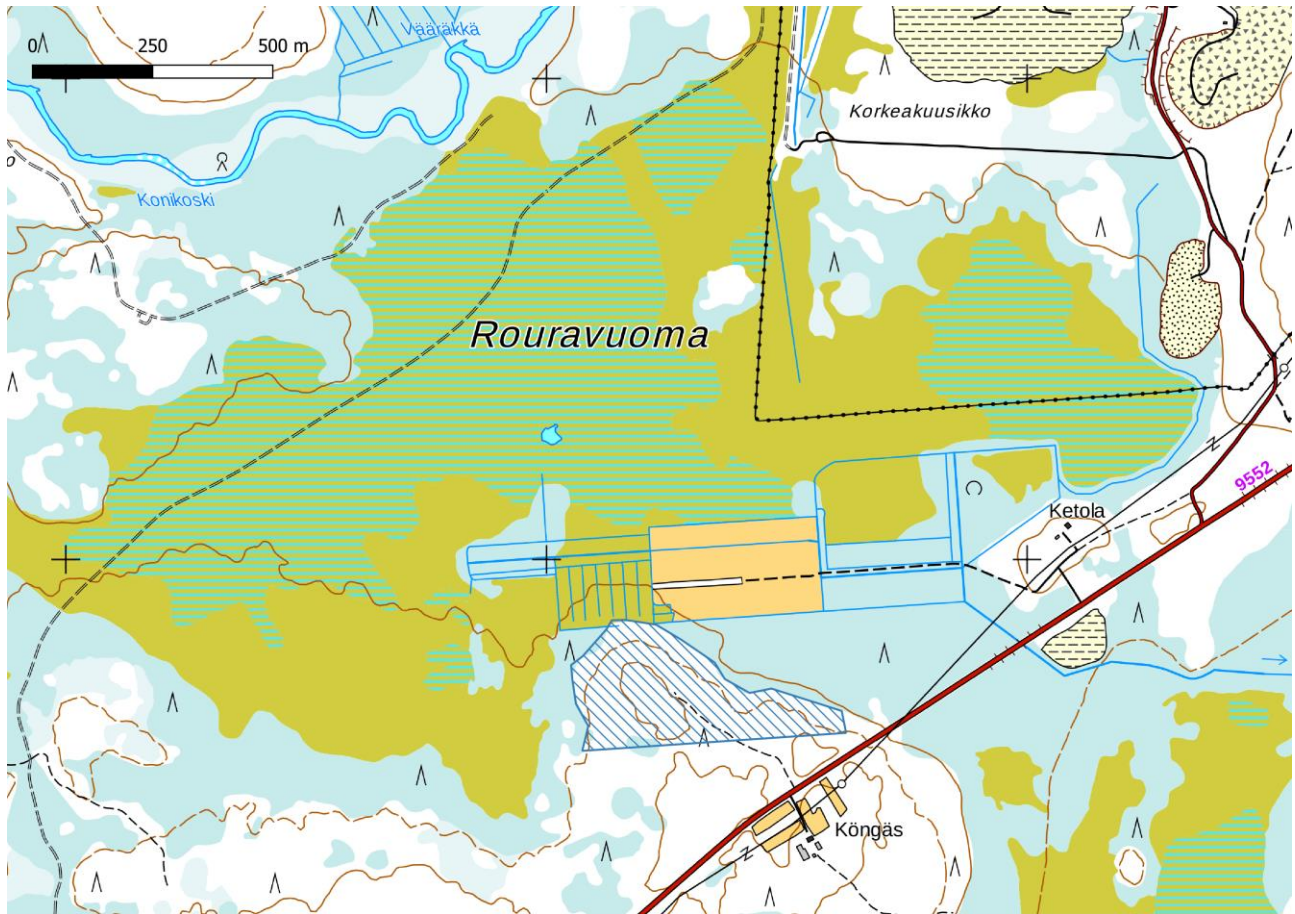 Vääräkkä
0 250 500 m
Korkeakuusikko
Konikoski
Rouravuoma
9552
Ketola
Köngäs